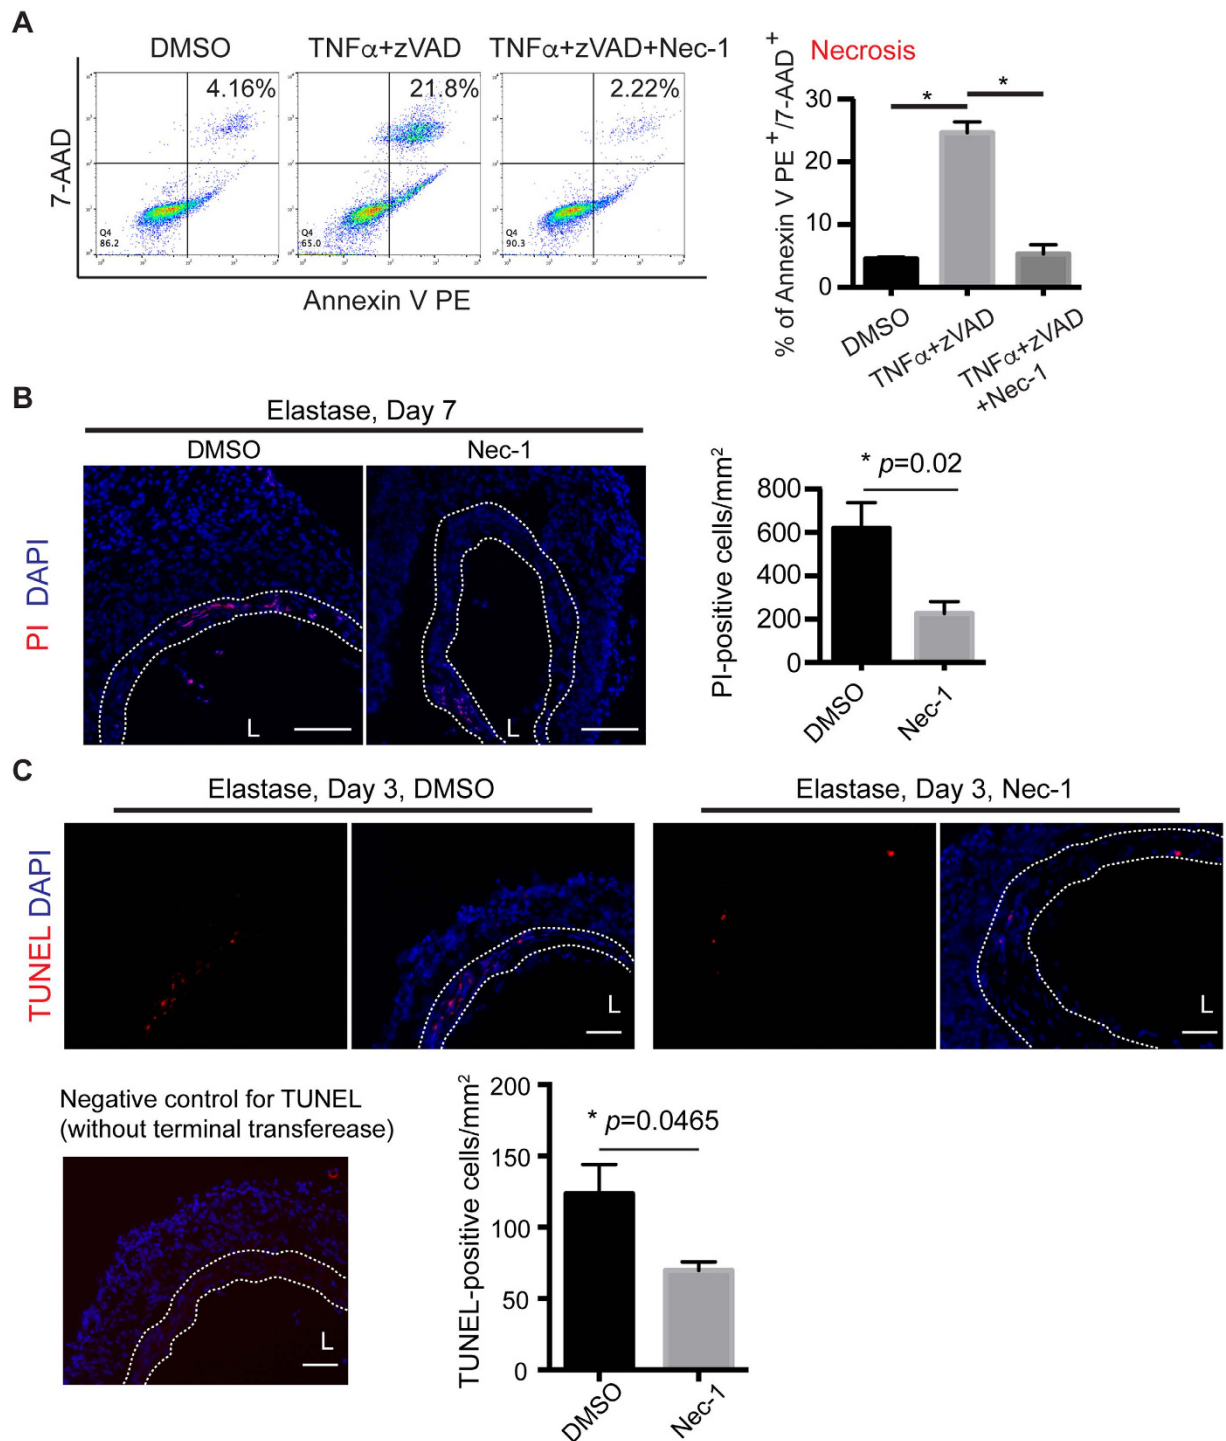 A
DMSO
TNFα+zVAD
TNFα+zVAD+Nec-1
4.16%
21.8%
2.22%
7-AAD
Q4
86.2
Q4
65.0
Q4
90.3
Annexin V PE
Necrosis
% of Annexin V PE+/7-AAD+
*
*
30
20
10
0
DMSO
TNFα+zVAD
TNFα+zVAD
+Nec-1
B
Elastase, Day 7
DMSO
Nec-1
PI DAPI
L
L
* p=0.02
PI-positive cells/mm²
800
600
400
200
0
DMSO
Nec-1
C
Elastase, Day 3, DMSO
Elastase, Day 3, Nec-1
TUNEL DAPI
L
L
Negative control for TUNEL
(without terminal transferease)
L
* p=0.0465
TUNEL-positive cells/mm²
200
150
100
50
0
DMSO
Nec-1